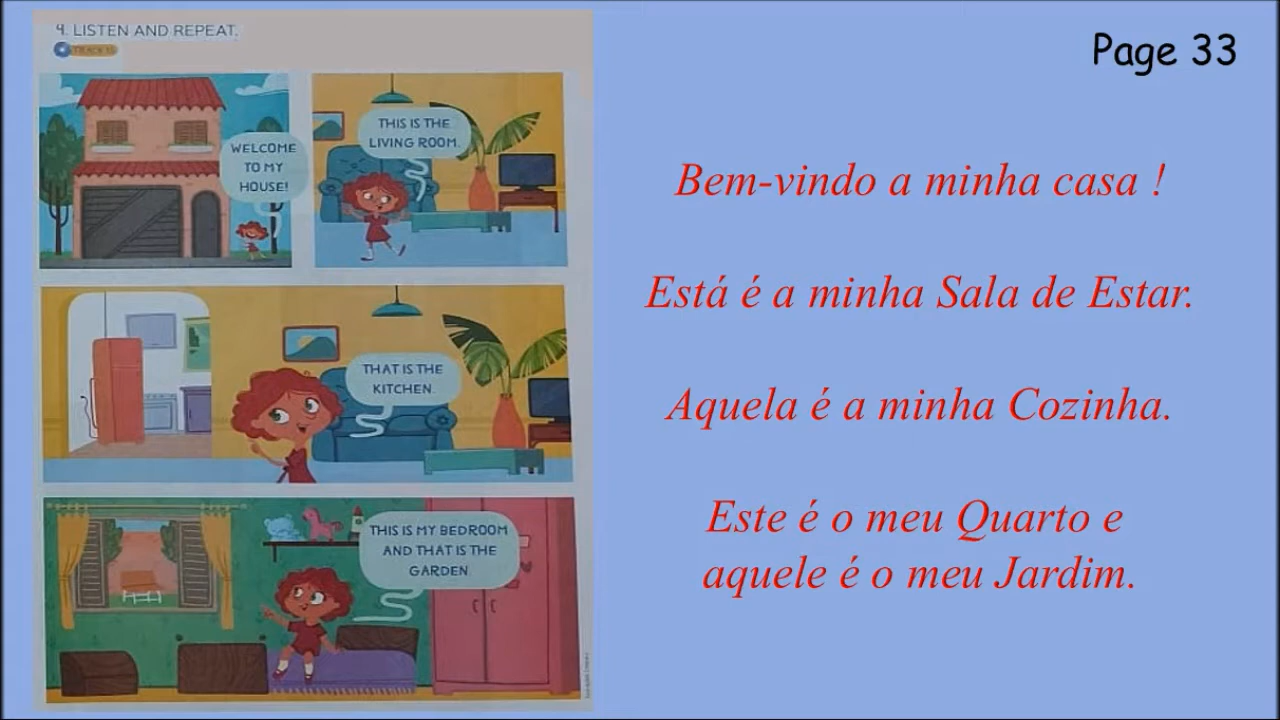 4. LISTEN AND REPEAT.
Page 33
WELCOME
TO MY
HOUSE!
THIS IS THE
LIVING ROOM.
THAT IS THE
KITCHEN.
THIS IS MY BEDROOM
AND THAT IS THE
GARDEN
Bem-vindo a minha casa !
Está é a minha Sala de Estar.
Aquela é a minha Cozinha.
Este é o meu Quarto e
aquele é o meu Jardim.